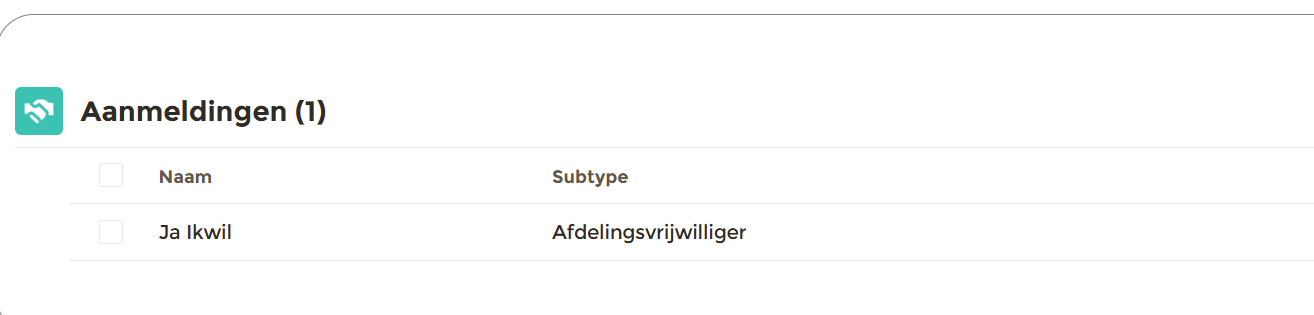 Aanmeldingen (1)
Naam Subtype
Ja Ikwil Afdelingsvrijwilliger